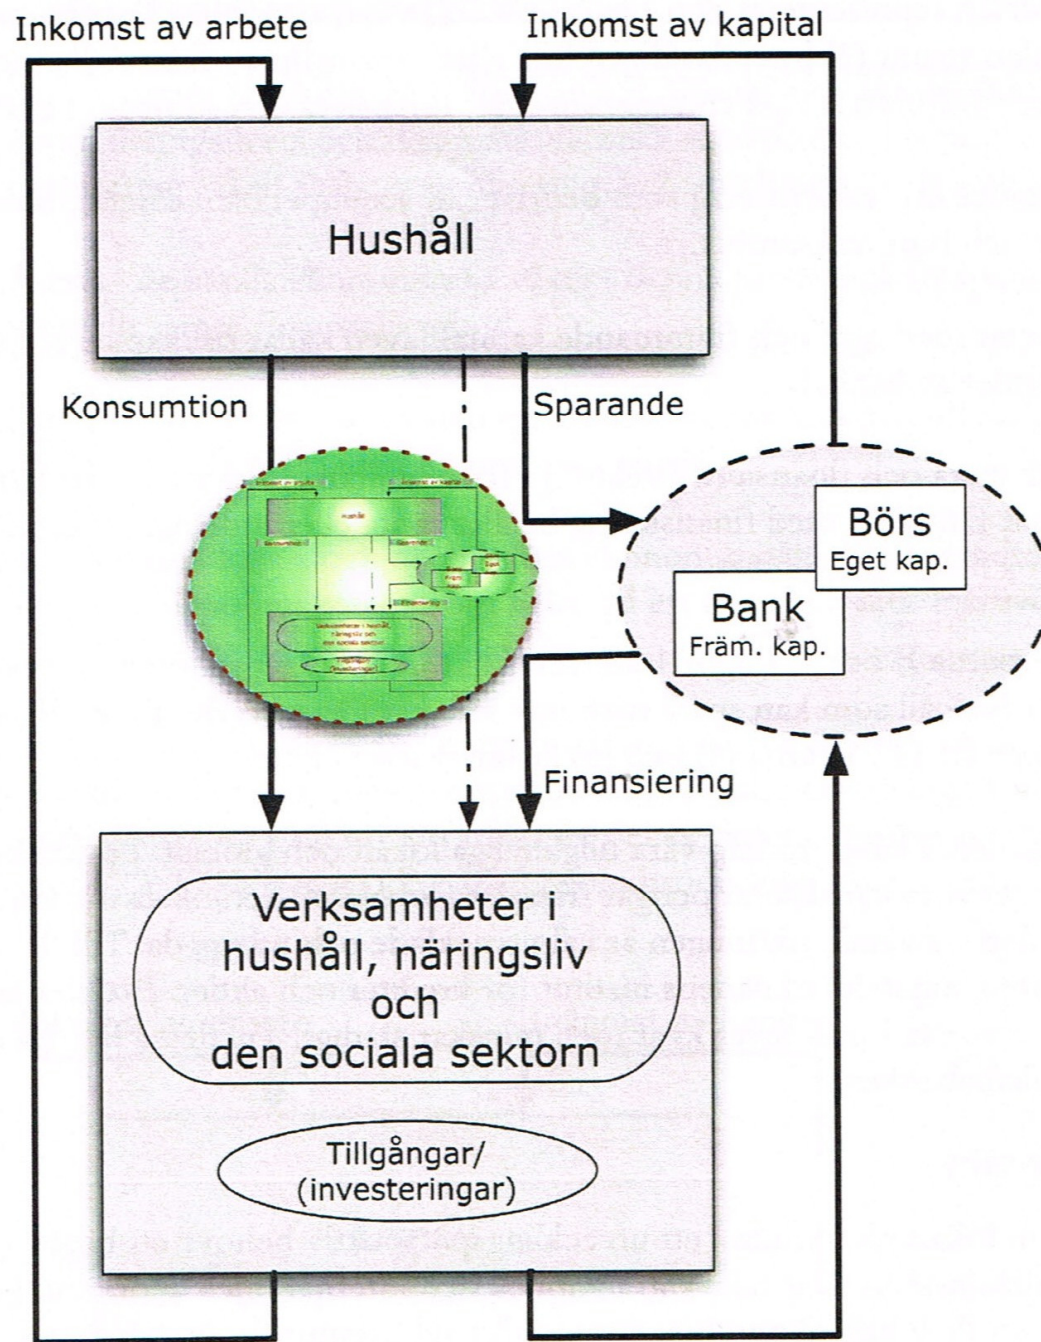 Inkomst av arbete
Inkomst av kapital
Hushåll
Konsumtion
Sparande
Hushåll
Börs
Eget kap.
Bank
Främ. kap.
Finansiering
Verksamheter i
hushåll, näringsliv
och
den sociala sektorn
Tillgångar/
(investeringar)